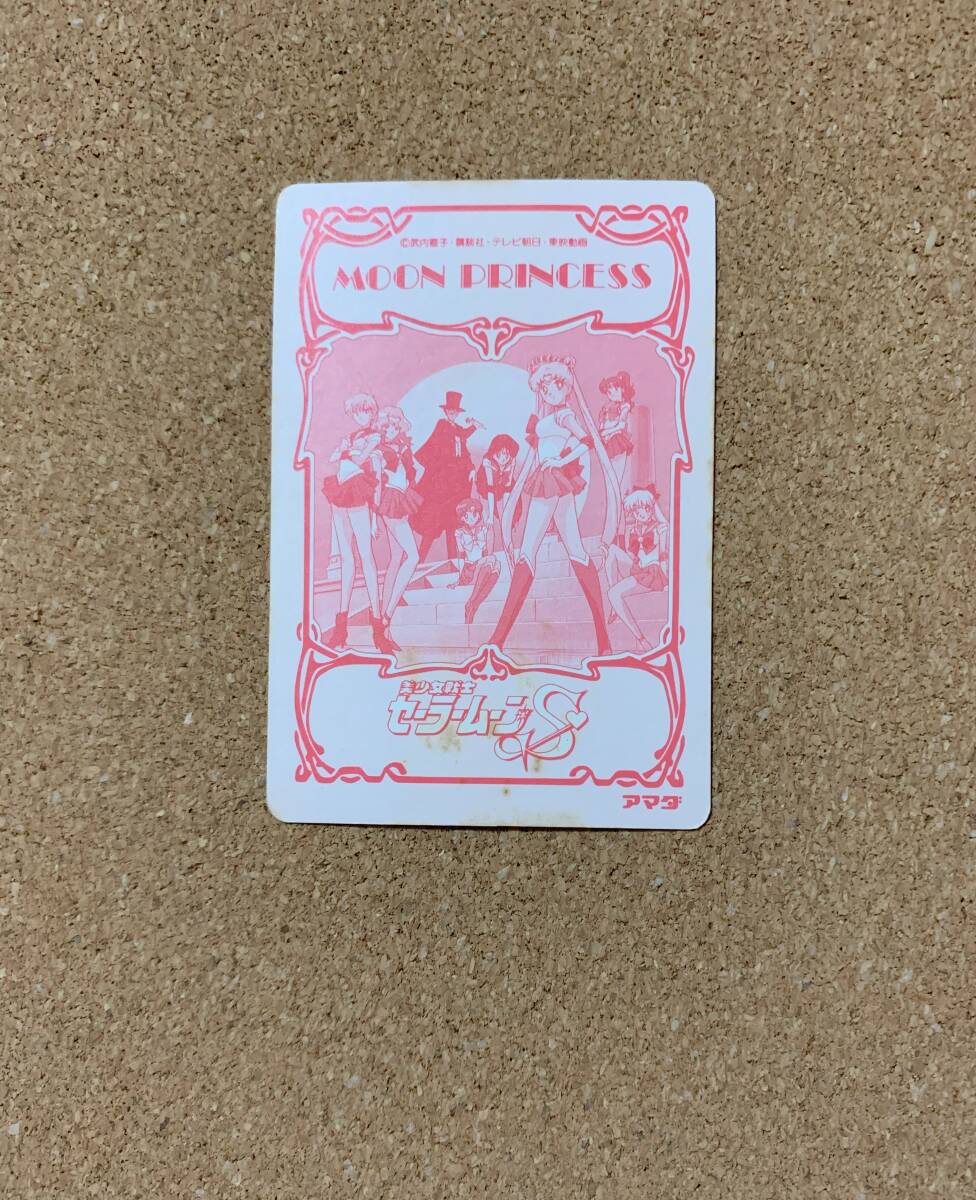 ©武内直子・講談社・テレビ朝日・東映動画
MOON PRINCESS
美少女戦士
セーラームーンS
アマダ